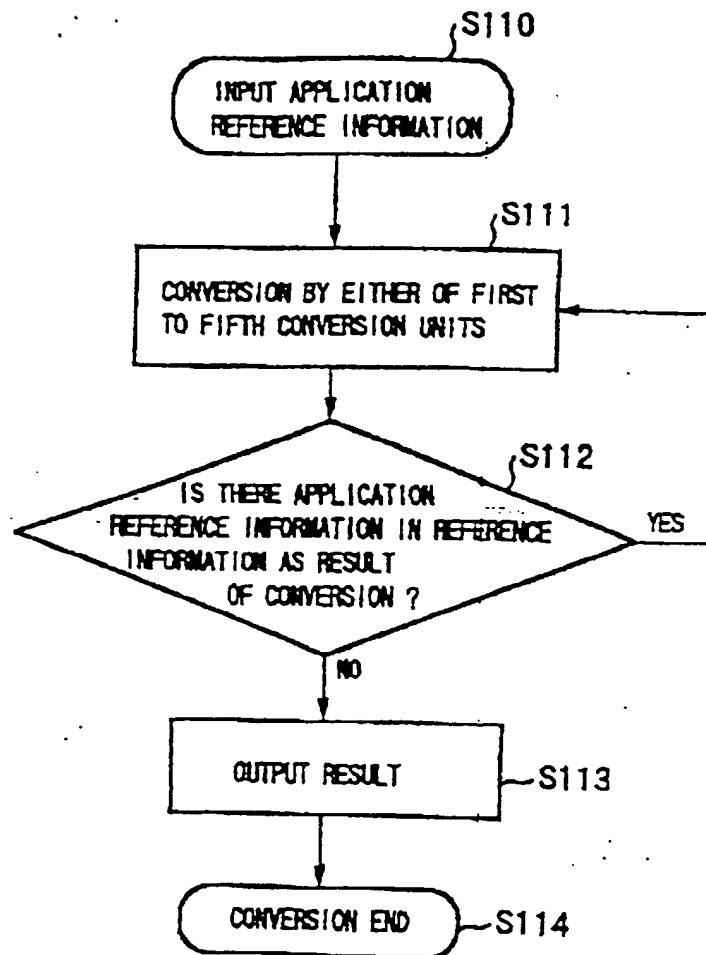 S110
INPUT APPLICATION
REFERENCE INFORMATION
S111
CONVERSION BY EITHER OF FIRST
TO FIFTH CONVERSION UNITS
S112
IS THERE APPLICATION
REFERENCE INFORMATION IN REFERENCE
INFORMATION AS RESULT
OF CONVERSION ?
YES
NO
OUTPUT RESULT
S113
CONVERSION END
S114